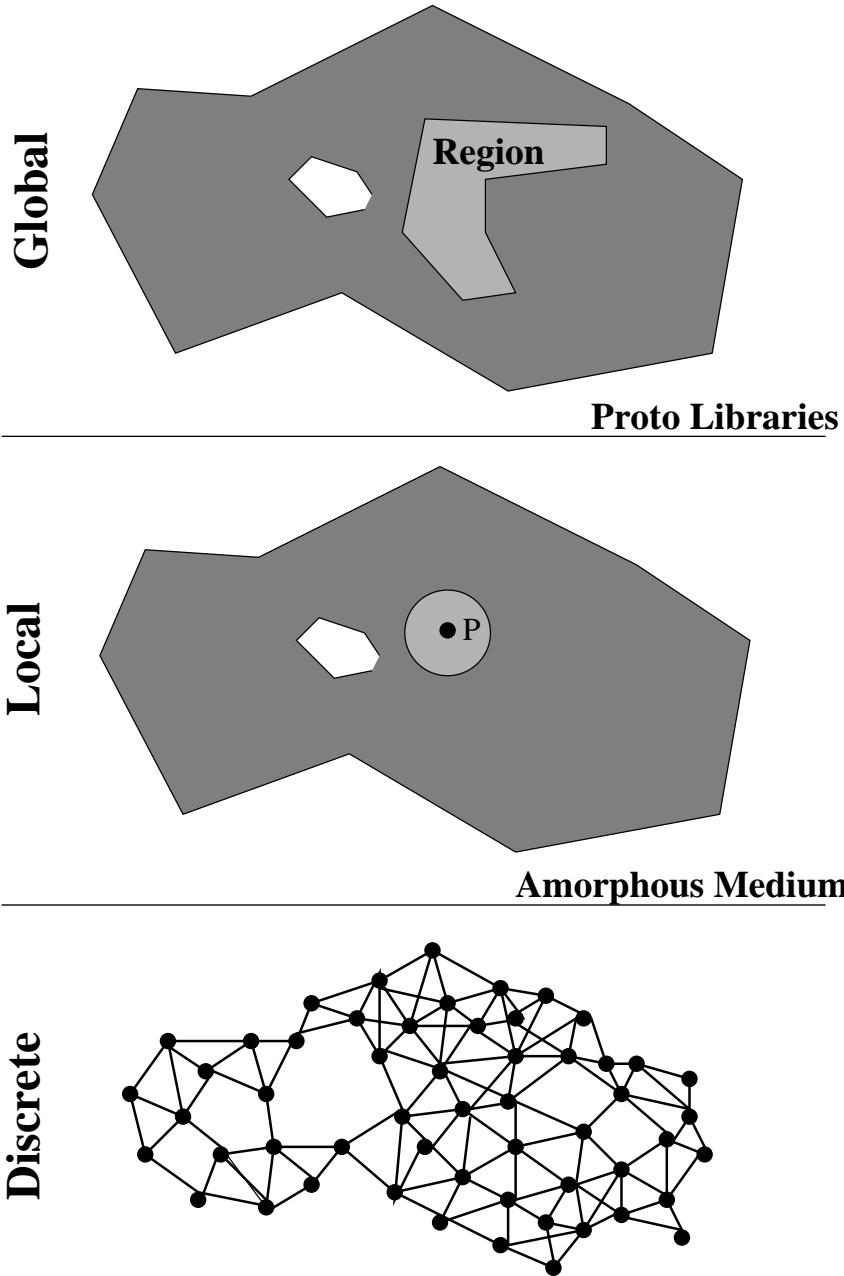 Global
Region
Proto Libraries
Local
P
Amorphous Medium
Discrete